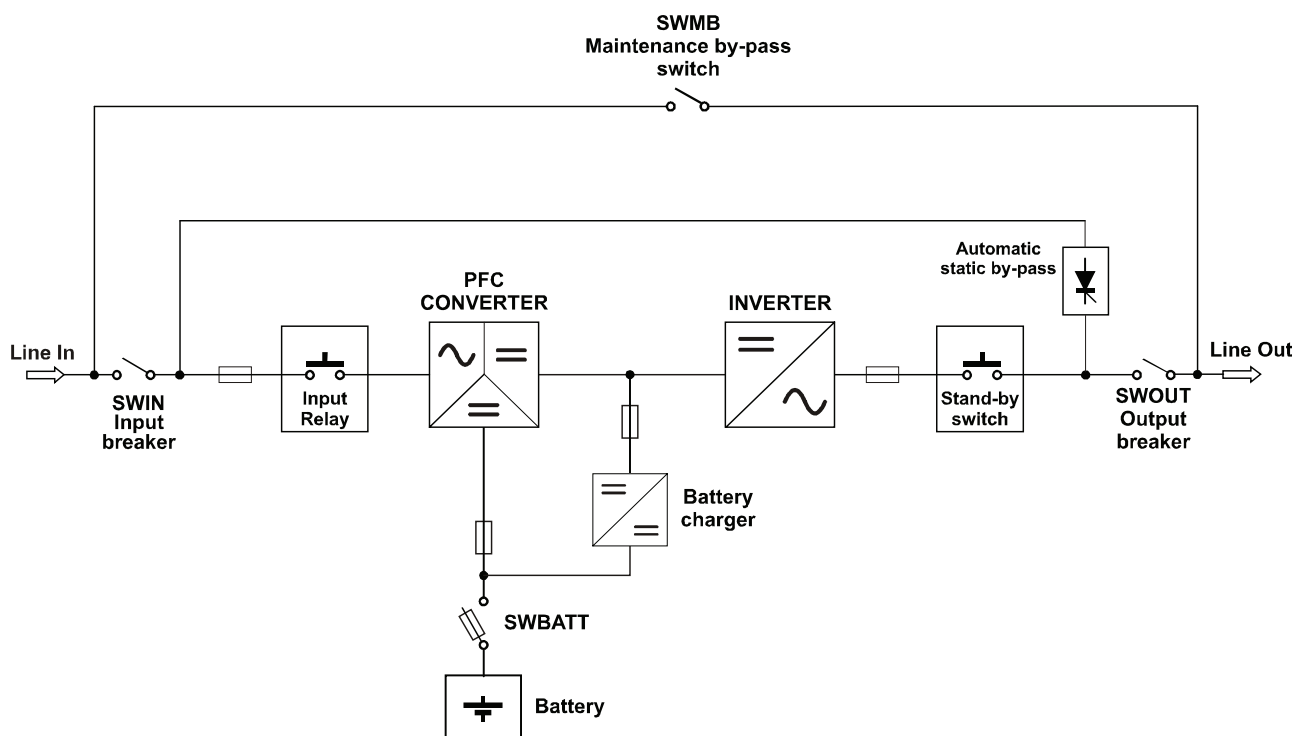 SWMB
Maintenance by-pass
switch
Automatic
static by-pass
PFC
CONVERTER
INVERTER
Line In
Line Out
SWIN
Input
breaker
Input
Relay
Stand-by
switch
SWOUT
Output
breaker
Battery
charger
SWBATT
Battery